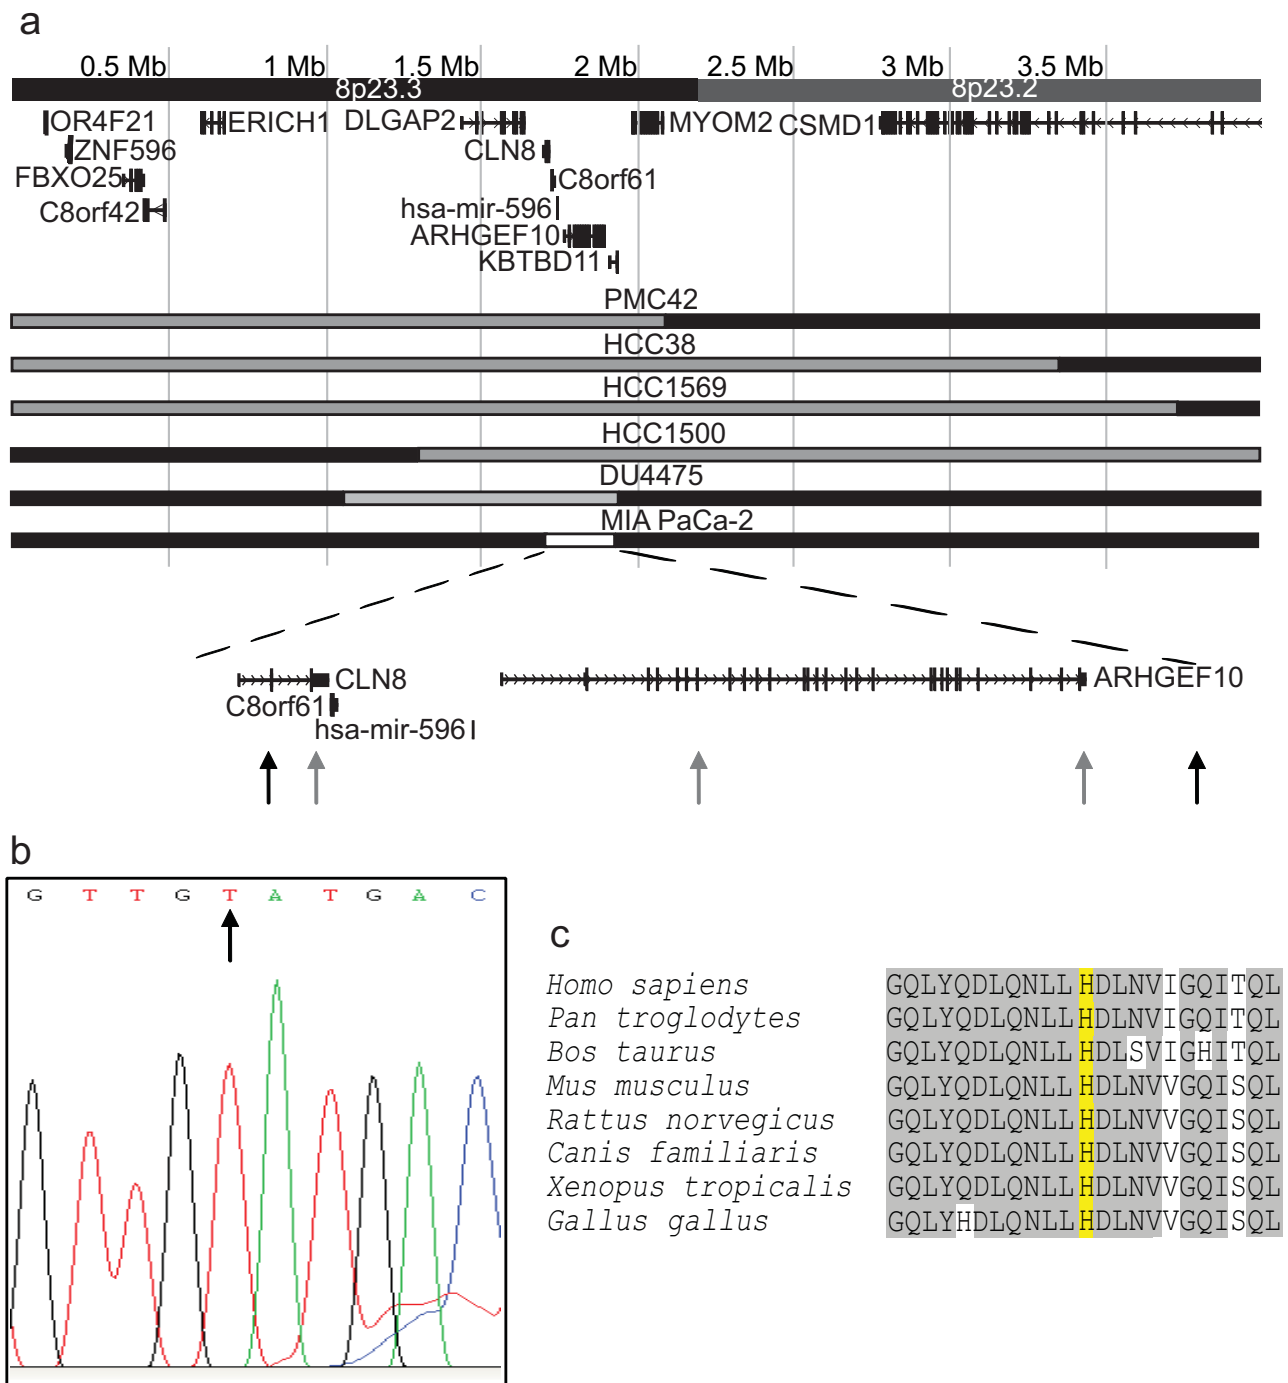 a
0.5 Mb 1 Mb 1.5 Mb 2 Mb 2.5 Mb 3 Mb 3.5 Mb
8p23.3 8p23.2
OR4F21 ERICH1 DLGAP2 MYOM2 CSMD1
ZNF596 CLN8
FBXO25 C8orf61
C8orf42 hsa-mir-596
ARHGEF10
KBTBD11
PMC42
HCC38
HCC1569
HCC1500
DU4475
MIA PaCa-2
CLN8 ARHGEF10
C8orf61
hsa-mir-596
b
G T T G T A T G A C
c
Homo sapiens GQLYQDLQNLLHDLNVIGQITQL
Pan troglodytes GQLYQDLQNLLHDLNVIGQITQL
Bos taurus GQLYQDLQNLLHDLSVIGHITQL
Mus musculus GQLYQDLQNLLHDLNVVGQISQL
Rattus norvegicus GQLYQDLQNLLHDLNVVGQISQL
Canis familiaris GQLYQDLQNLLHDLNVVGQISQL
Xenopus tropicalis GQLYQDLQNLLHDLNVVGQISQL
Gallus gallus GQLYHDLQNLLHDLNVVGQISQL